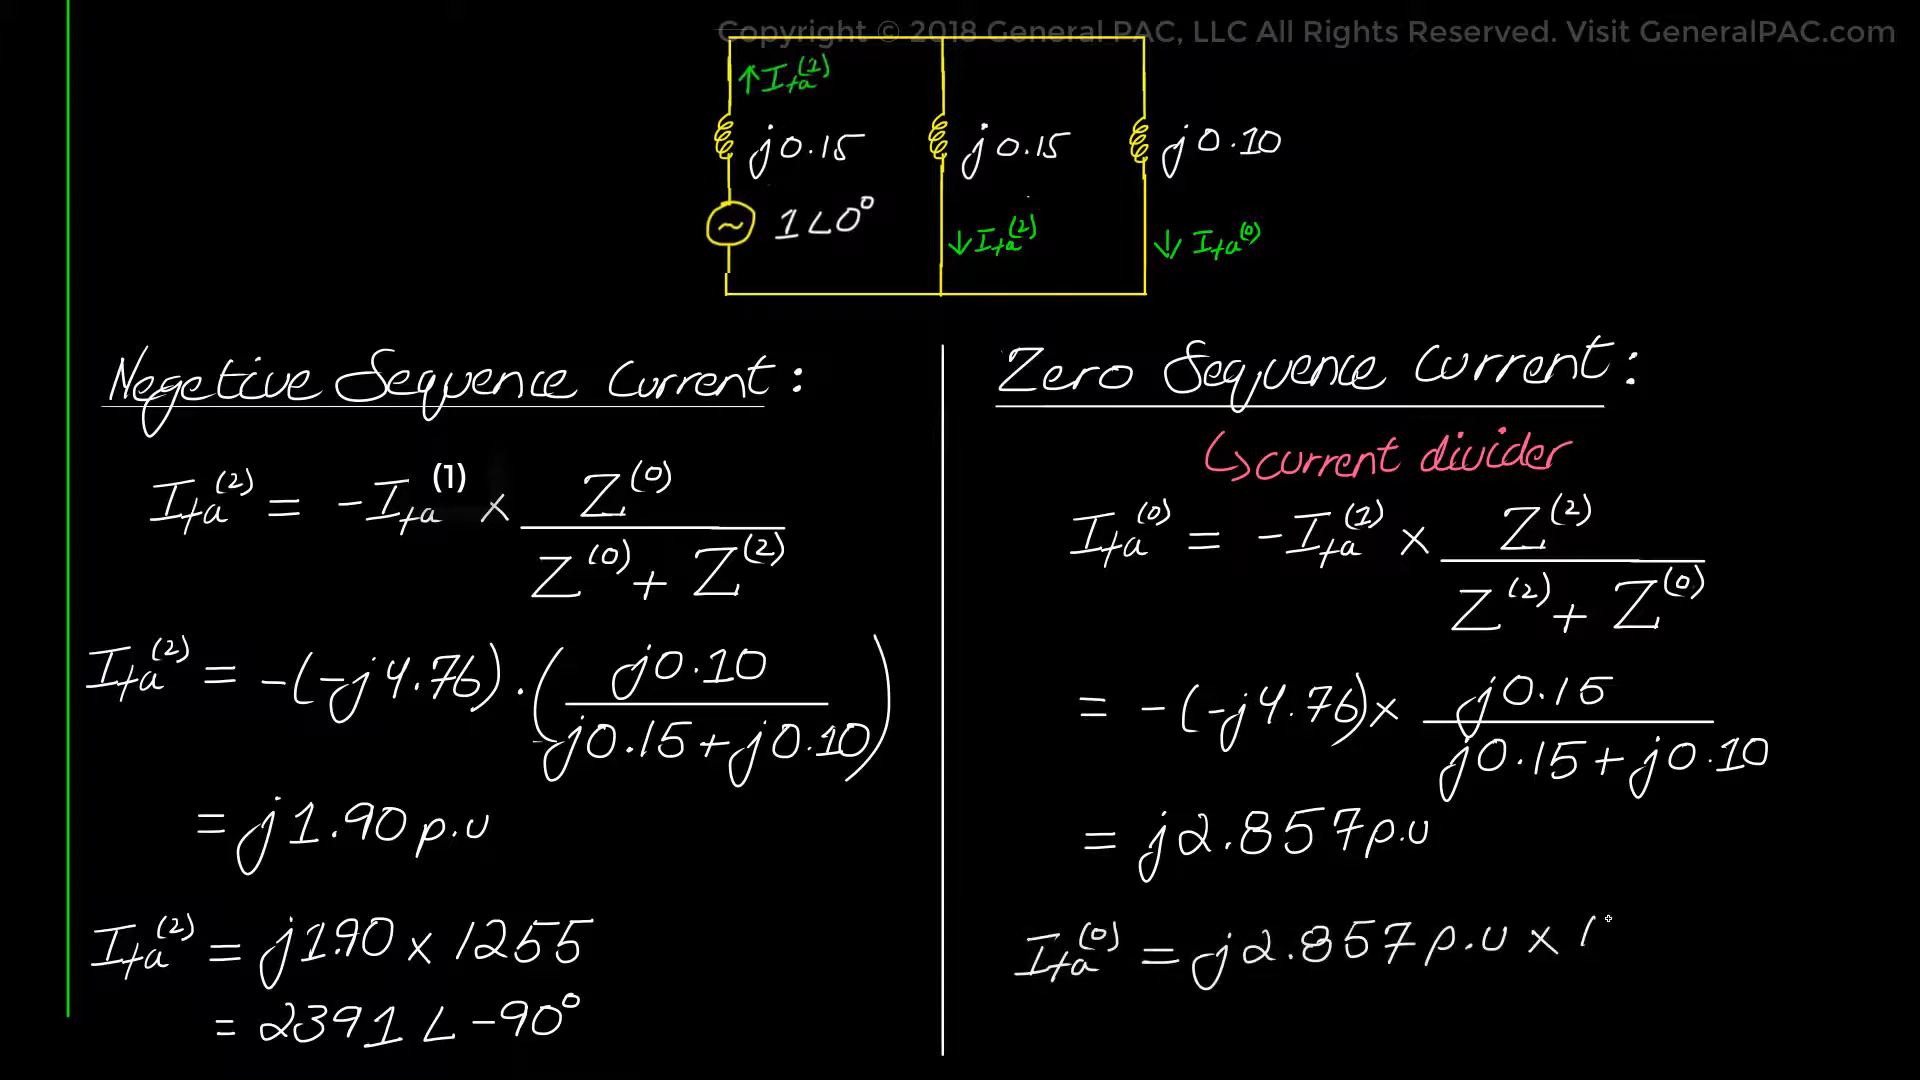 Copyright © 2018 General PAC, LLC All Rights Reserved. Visit GeneralPAC.com
↑ I_fa^(1)
j0.15
j0.15
j0.10
1∠0°
↓ I_fa^(2)
↓ I_fa^(0)
Negetive Sequence Current:
I_fa^(2) = -I_fa^(1) × Z^(0) / (Z^(0) + Z^(2))
I_fa^(2) = -(-j4.76) · (j0.10 / (j0.15 + j0.10))
= j1.90 p.u
I_fa^(2) = j1.90 × 1255
= 2391 ∠ -90°
Zero Sequence Current:
↳ current divider
I_fa^(0) = -I_fa^(1) × Z^(2) / (Z^(2) + Z^(0))
= -(-j4.76) × j0.15 / (j0.15 + j0.10)
= j2.857 p.u
I_fa^(0) = j2.857 p.u × 1